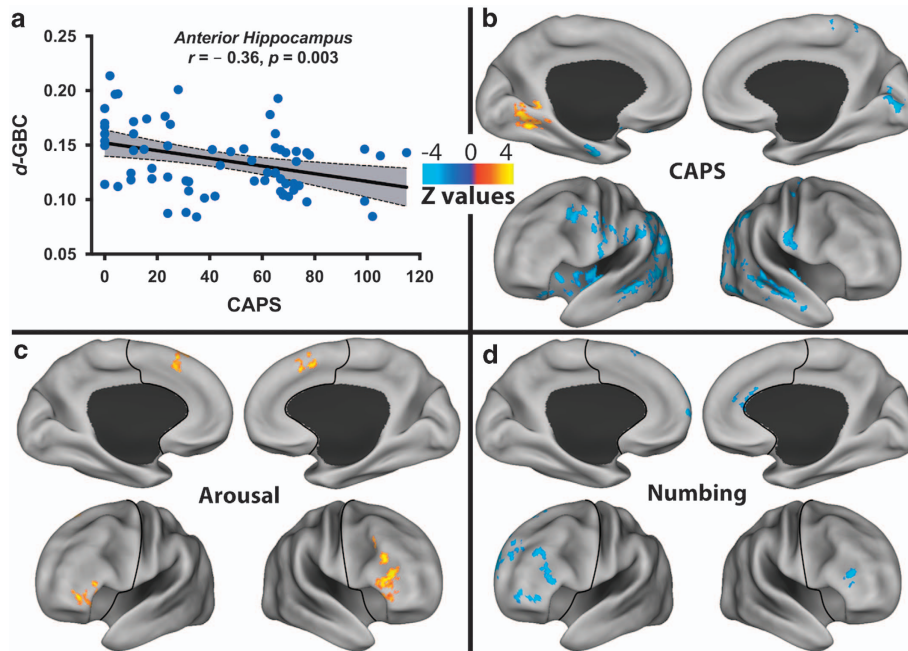 a
Anterior Hippocampus
r = – 0.36, p = 0.003
0.25
0.20
0.15
0.10
0.05
d-GBC
0 20 40 60 80 100 120
CAPS
-4 0 4
Z values
b
CAPS
c
Arousal
d
Numbing